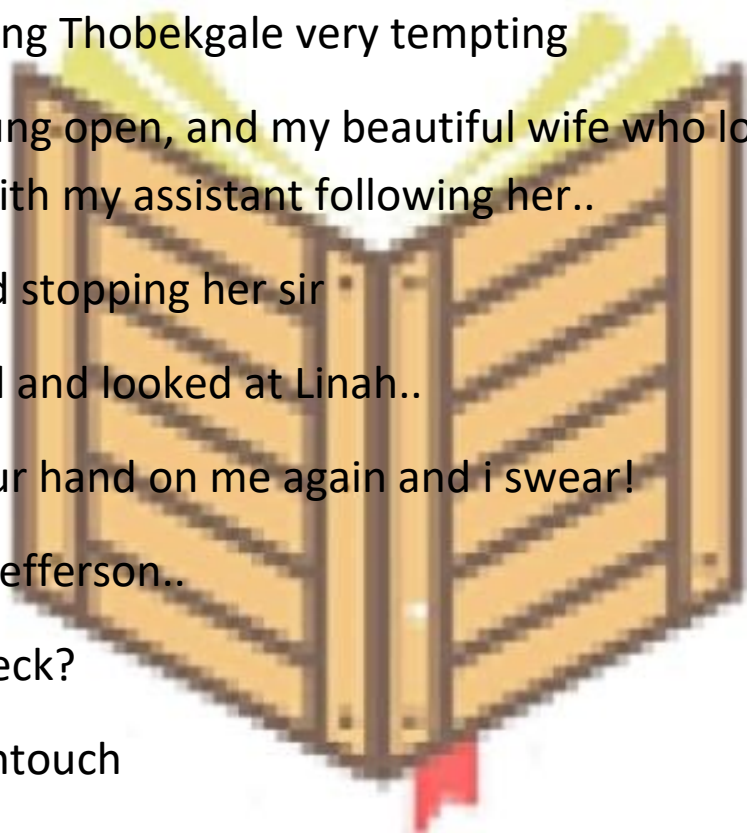 ng Thobekgale very tempting
ung open, and my beautiful wife who lo
ith my assistant following her..
d stopping her sir
l and looked at Linah..
ur hand on me again and i swear!
efferson..
eck?
ntouch